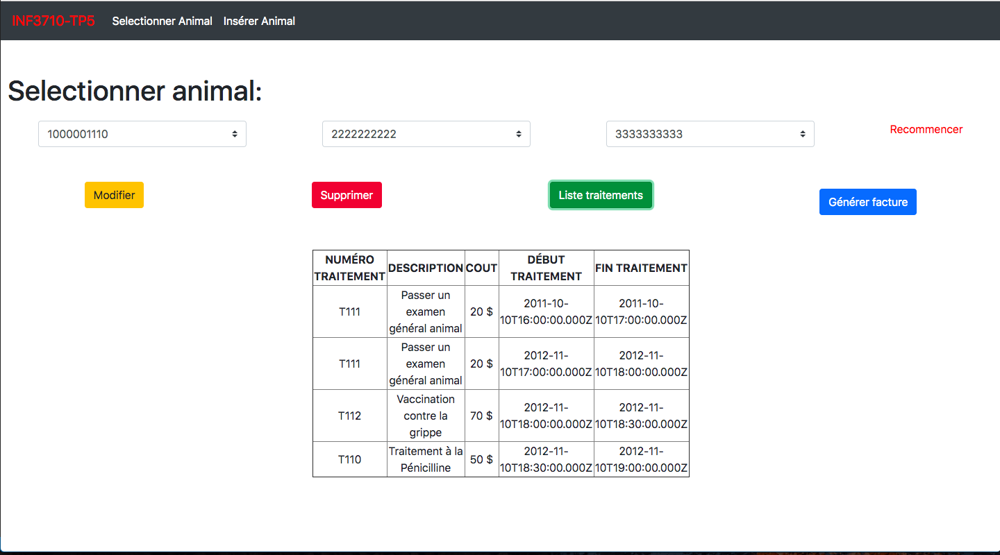 INF3710-TP5 Selectionner Animal Insérer Animal
Selectionner animal:
1000001110 2222222222 3333333333 Recommencer
Modifier Supprimer Liste traitements Générer facture
NUMÉRO
TRAITEMENT
DESCRIPTION
COUT
DÉBUT
TRAITEMENT
FIN TRAITEMENT
T111
Passer un
examen
général animal
20 $
2011-10-
10T16:00:00.000Z
2011-10-
10T17:00:00.000Z
T111
Passer un
examen
général animal
20 $
2012-11-
10T17:00:00.000Z
2012-11-
10T18:00:00.000Z
T112
Vaccination
contre la
grippe
70 $
2012-11-
10T18:00:00.000Z
2012-11-
10T18:30:00.000Z
T110
Traitement à la
Pénicilline
50 $
2012-11-
10T18:30:00.000Z
2012-11-
10T19:00:00.000Z